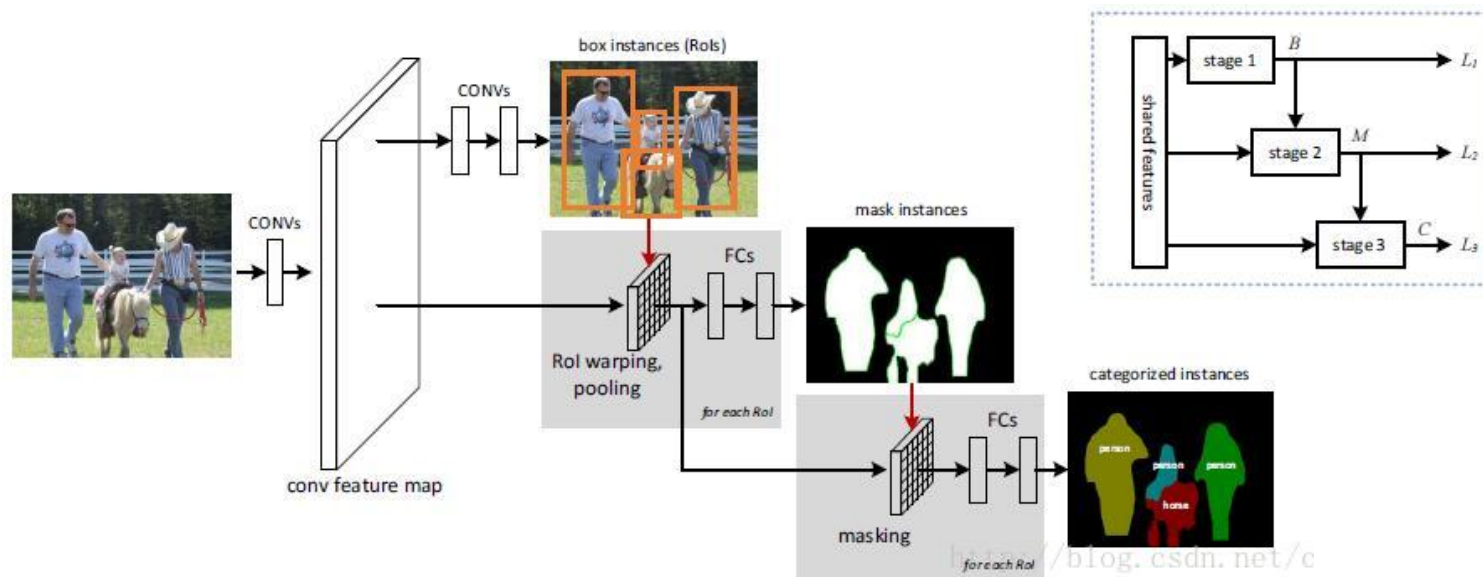 box instances (RoIs)
CONVs
CONVs
conv feature map
RoI warping,
pooling
FCs
for each RoI
mask instances
masking
FCs
for each RoI
categorized instances
person
person
person
horse
shared features
stage 1
B
L1
stage 2
M
L2
stage 3
C
L3
http://blog.csdn.net/c